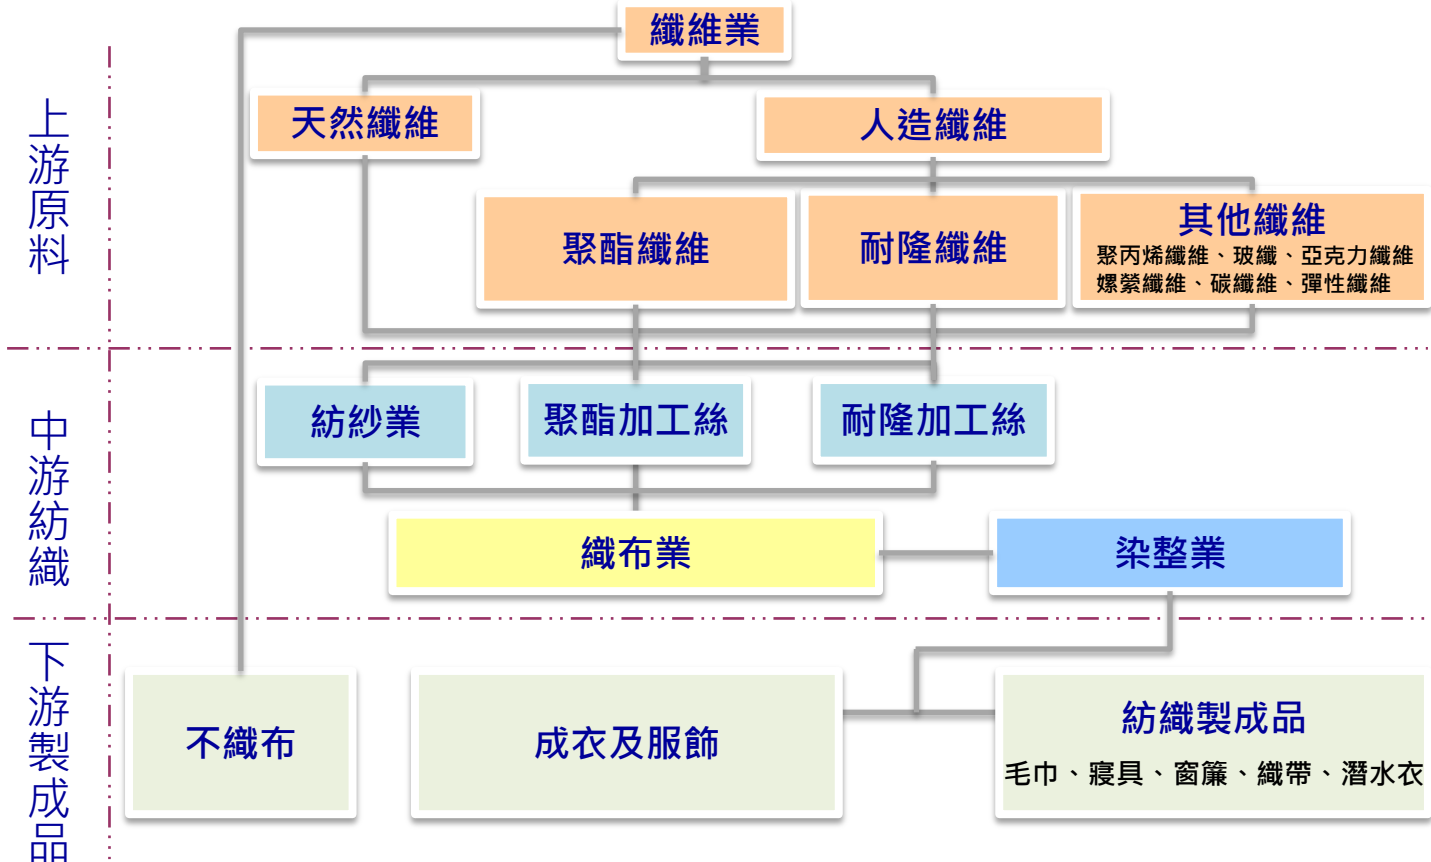 纖維業
上游原料
天然纖維
人造纖維
聚酯纖維
耐隆纖維
其他纖維
聚丙烯纖維、玻纖、亞克力纖維
嫘縈纖維、碳纖維、彈性纖維
中游紡織
紡紗業
聚酯加工絲
耐隆加工絲
織布業
染整業
下游製成品
不織布
成衣及服飾
紡織製成品
毛巾、寢具、窗簾、織帶、潛水衣